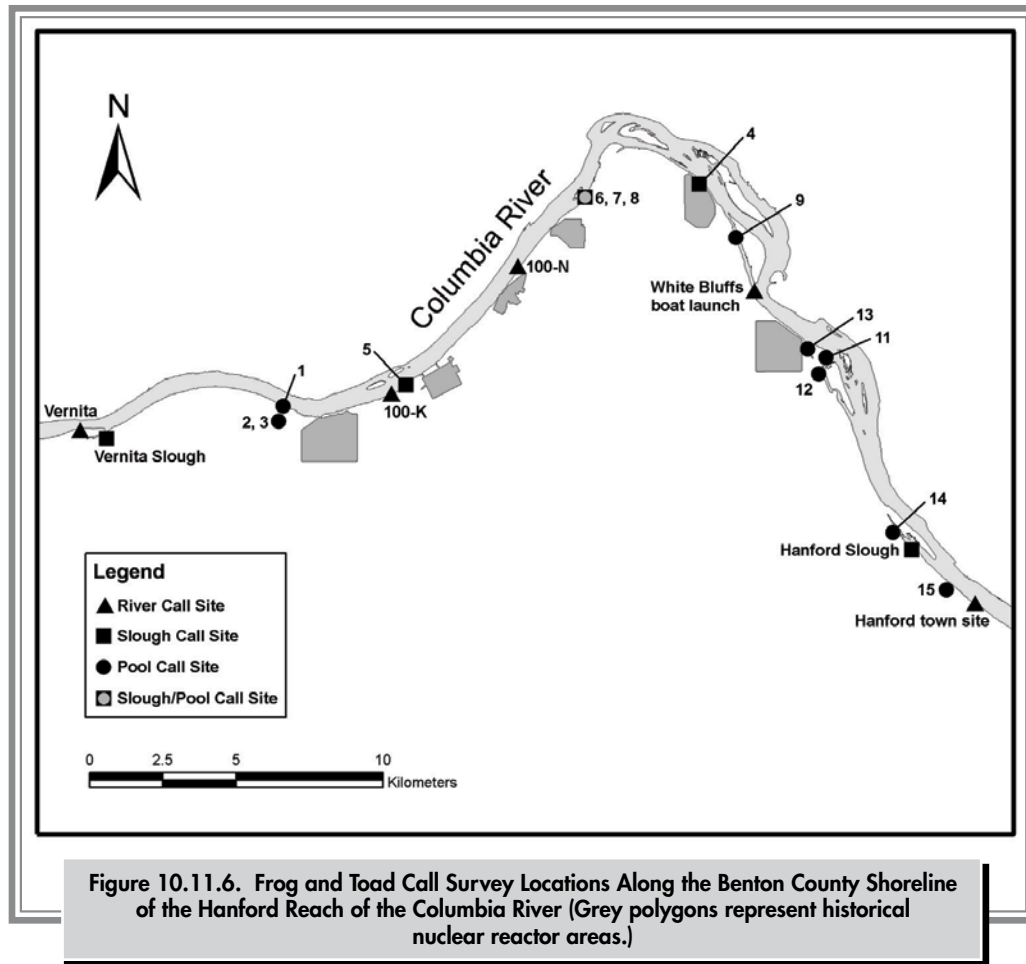 N
Columbia River
4
9
6, 7, 8
100-N
White Bluffs
boat launch
13
11
12
5
1
2, 3
100-K
Vernita
Vernita Slough
14
Hanford Slough
15
Hanford town site
Legend
River Call Site
Slough Call Site
Pool Call Site
Slough/Pool Call Site
0 2.5 5 10
Kilometers
Figure 10.11.6. Frog and Toad Call Survey Locations Along the Benton County Shoreline
of the Hanford Reach of the Columbia River (Grey polygons represent historical
nuclear reactor areas.)